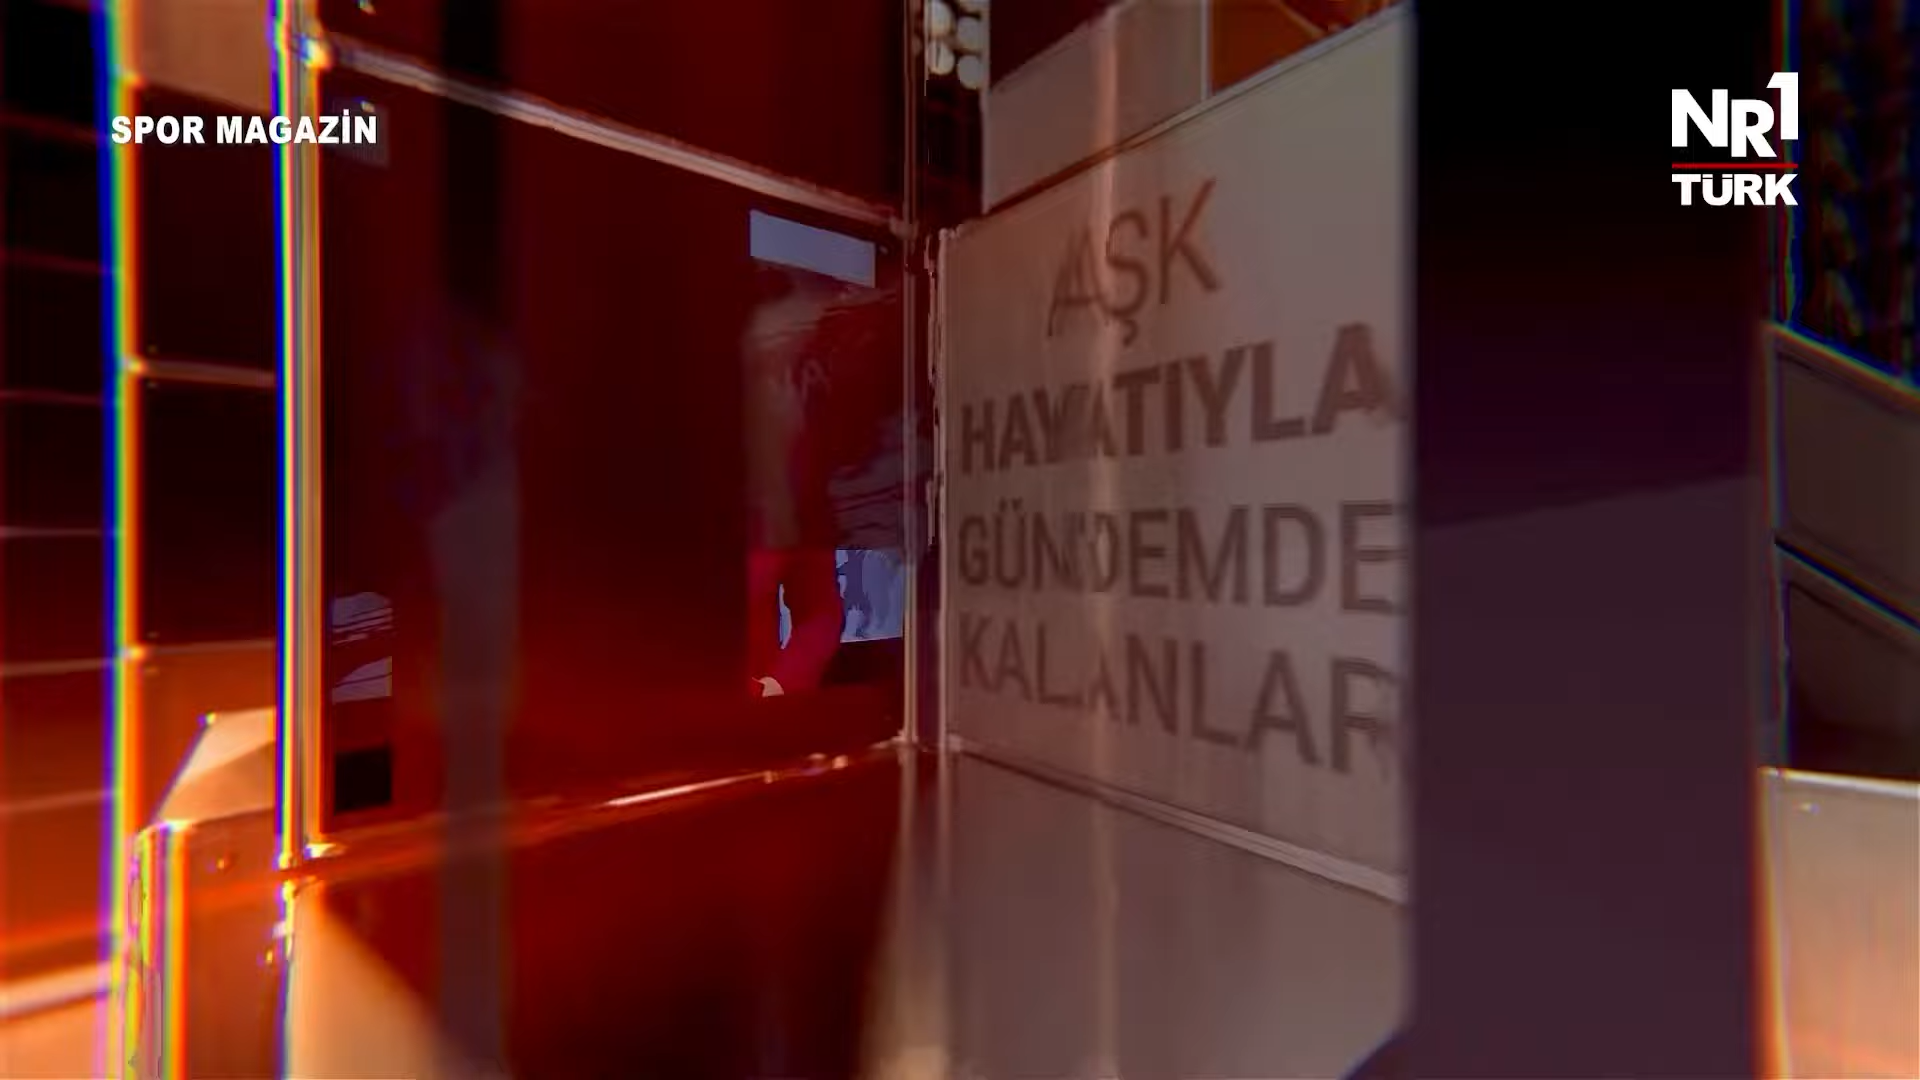 SPOR MAGAZİN
NR1
TÜRK
AŞK
HAYATIYLA
GÜNDEMDE
KALANLAR